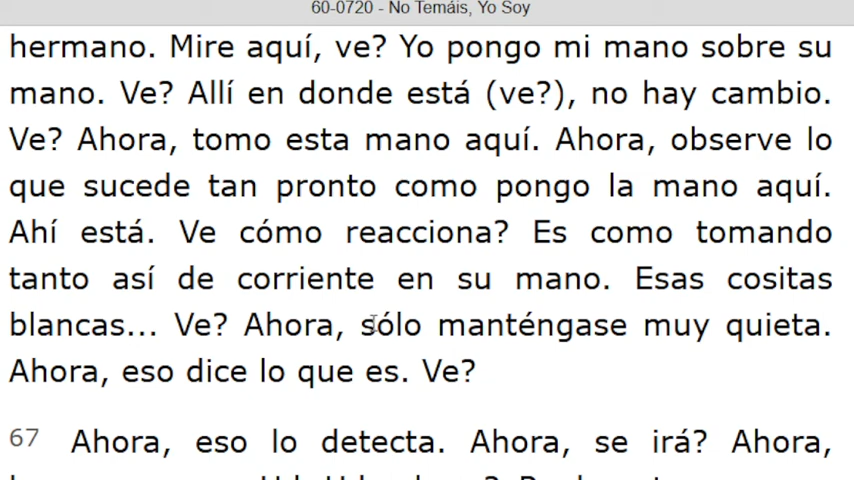 60-0720 - No Temáis, Yo Soy
hermano. Mire aquí, ve? Yo pongo mi mano sobre su
mano. Ve? Allí en donde está (ve?), no hay cambio.
Ve? Ahora, tomo esta mano aquí. Ahora, observe lo
que sucede tan pronto como pongo la mano aquí.
Ahí está. Ve cómo reacciona? Es como tomando
tanto así de corriente en su mano. Esas cositas
blancas... Ve? Ahora, sólo manténgase muy quieta.
Ahora, eso dice lo que es. Ve?
67 Ahora, eso lo detecta. Ahora, se irá? Ahora,